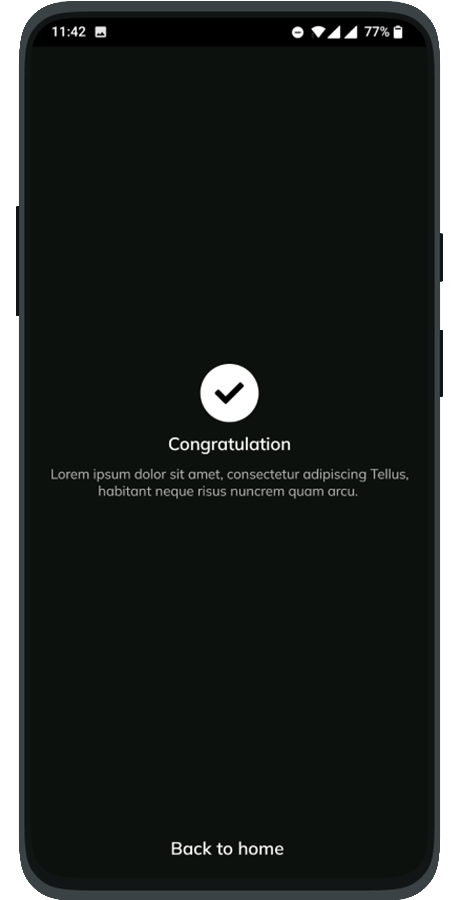 11:42
77%
Congratulation
Lorem ipsum dolor sit amet, consectetur adipiscing Tellus,
habitant neque risus nuncrem quam arcu.
Back to home